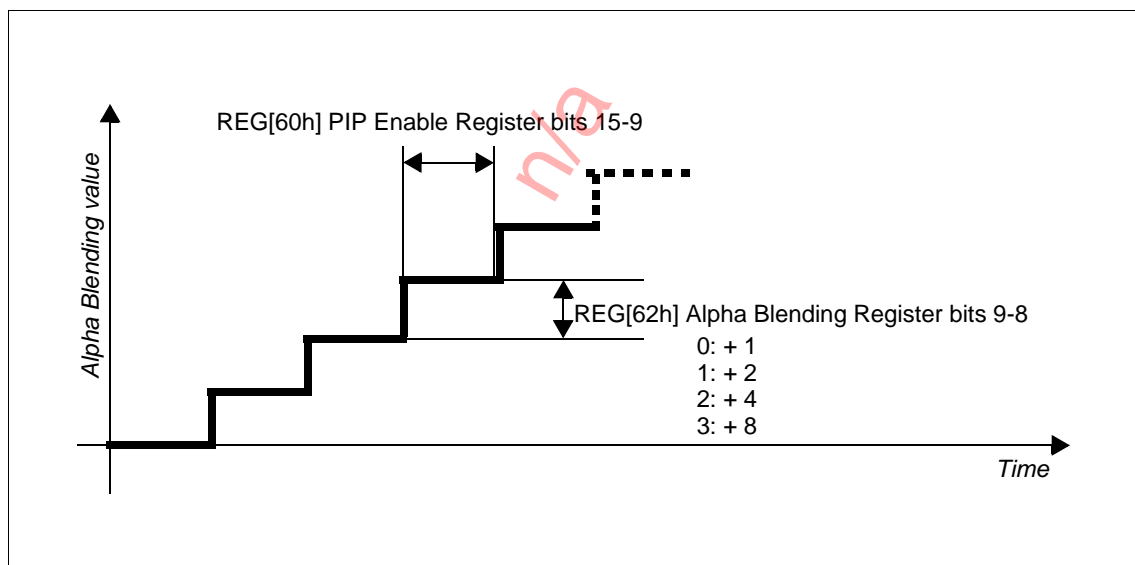 REG[60h] PIP Enable Register bits 15-9
n/a
Alpha Blending value
REG[62h] Alpha Blending Register bits 9-8
0: + 1
1: + 2
2: + 4
3: + 8
Time